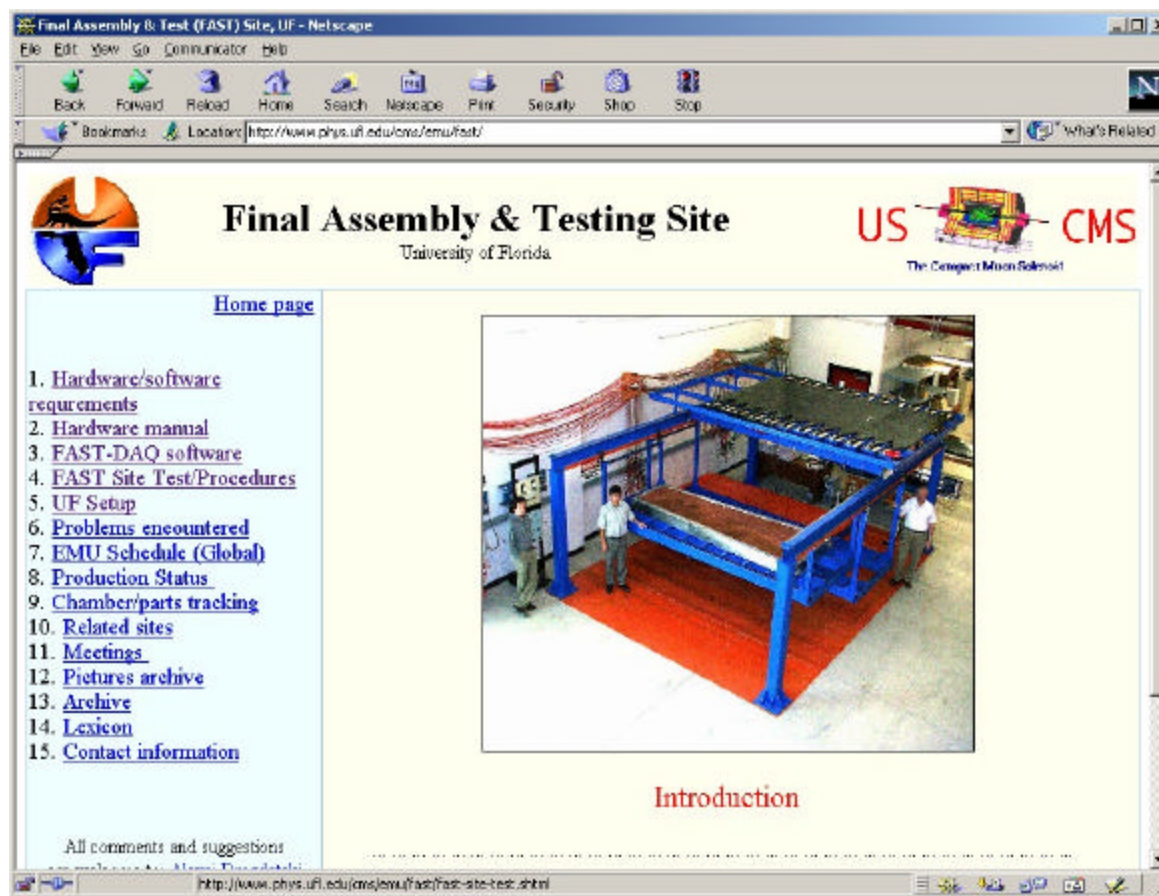 Final Assembly & Test (FAST) Site, UF - Netscape
File Edit View Go Communicator Help
Back Forward Reload Home Search Netscape Print Security Shop Stop
Bookmarks Location: http://www.phys.ufl.edu/cms/emu/fast/ What's Related
Final Assembly & Testing Site
University of Florida
US CMS
The Compact Muon Solenoid
Home page
1. Hardware/software
requrements
2. Hardware manual
3. FAST-DAQ software
4. FAST Site Test/Procedures
5. UF Setup
6. Problems encountered
7. EMU Schedule (Global)
8. Production Status
9. Chamber/parts tracking
10. Related sites
11. Meetings
12. Pictures archive
13. Archive
14. Lexicon
15. Contact information
Introduction
All comments and suggestions
http://www.phys.ufl.edu/cms/emu/fast/fast-site-test.shtml